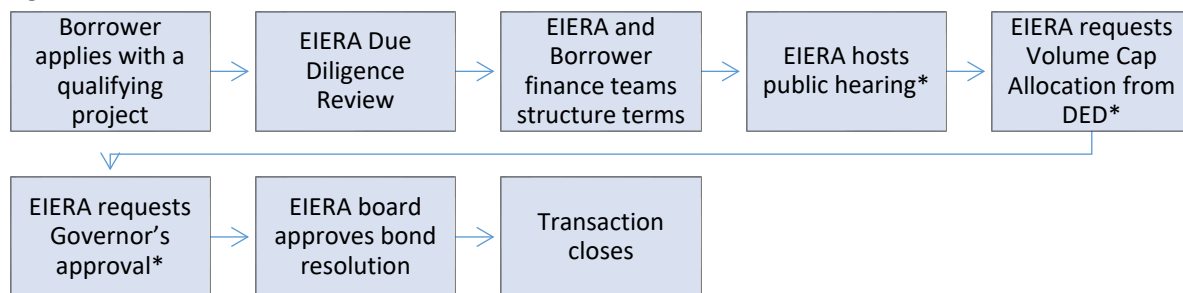 Borrower
applies with a
qualifying
project
EIERA Due
Diligence
Review
EIERA and
Borrower
finance teams
structure terms
EIERA hosts
public hearing*
EIERA requests
Volume Cap
Allocation from
DED*
EIERA requests
Governor’s
approval*
EIERA board
approves bond
resolution
Transaction
closes